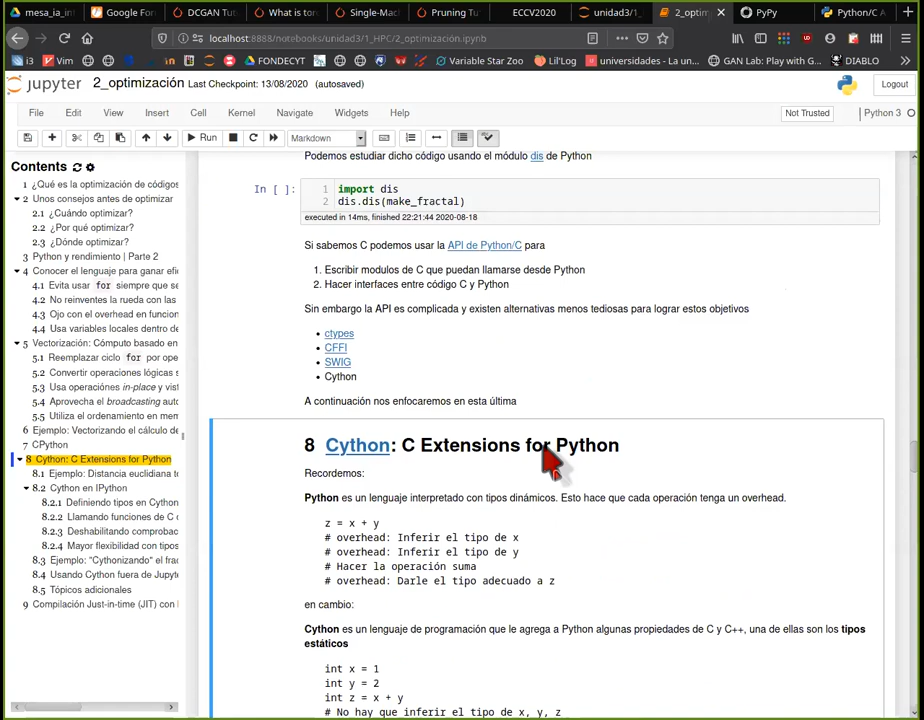 mesa_ia_in
Google For
DCGAN Tut
What is tor
Single-Mac
Pruning Tu
ECCV2020
unidad3/1_
2_optim
PyPy
Python/C A
localhost:8888/notebooks/unidad3/1_HPC/2_optimización.ipynb
i3
Vim
FONDECYT
Variable Star Zoo
Lil'Log
universidades - La un
GAN Lab: Play with G
DIABLO
jupyter
2_optimización Last Checkpoint: 13/08/2020 (autosaved)
Logout
File Edit View Insert Cell Kernel Navigate Widgets Help
Not Trusted
Python 3
Run
Markdown
Contents
1 ¿Qué es la optimización de códigos
2 Unos consejos antes de optimizar
2.1 ¿Cuándo optimizar?
2.2 ¿Por qué optimizar?
2.3 ¿Dónde optimizar?
3 Python y rendimiento | Parte 2
4 Conocer el lenguaje para ganar efi
4.1 Evita usar for siempre que se
4.2 No reinventes la rueda con las
4.3 Ojo con el overhead en funcion
4.4 Usa variables locales dentro de
5 Vectorización: Cómputo basado en
5.1 Reemplazar ciclo for por ope
5.2 Convertir operaciones lógicas
5.3 Usa operaciónes in-place y vist
5.4 Aprovecha el broadcasting aut
5.5 Utiliza el ordenamiento en mem
6 Ejemplo: Vectorizando el cálculo de
7 CPython
8 Cython: C Extensions for Python
8.1 Ejemplo: Distancia euclidiana t
8.2 Cython en IPython
8.2.1 Definiendo tipos en Cython
8.2.2 Llamando funciones de C
8.2.3 Deshabilitando comprobac
8.2.4 Mayor flexibilidad con tipos
8.3 Ejemplo: "Cythonizando" el fra
8.4 Usando Cython fuera de Jupyte
8.5 Tópicos adicionales
9 Compilación Just-in-time (JIT) con
Podemos estudiar dicho código usando el módulo dis de Python
In [ ]:
1 import dis
2 dis.dis(make_fractal)
executed in 14ms, finished 22:21:44 2020-08-18
Si sabemos C podemos usar la API de Python/C para
1. Escribir modulos de C que puedan llamarse desde Python
2. Hacer interfaces entre código C y Python
Sin embargo la API es complicada y existen alternativas menos tediosas para lograr estos objetivos
• ctypes
• CFFI
• SWIG
• Cython
A continuación nos enfocaremos en esta última
8 Cython: C Extensions for Python
Recordemos:
Python es un lenguaje interpretado con tipos dinámicos. Esto hace que cada operación tenga un overhead.
z = x + y
# overhead: Inferir el tipo de x
# overhead: Inferir el tipo de y
# Hacer la operación suma
# overhead: Darle el tipo adecuado a z
en cambio:
Cython es un lenguaje de programación que le agrega a Python algunas propiedades de C y C++, una de ellas son los tipos
estáticos
int x = 1
int y = 2
int z = x + y
# No hay que inferir el tipo de x, y, z